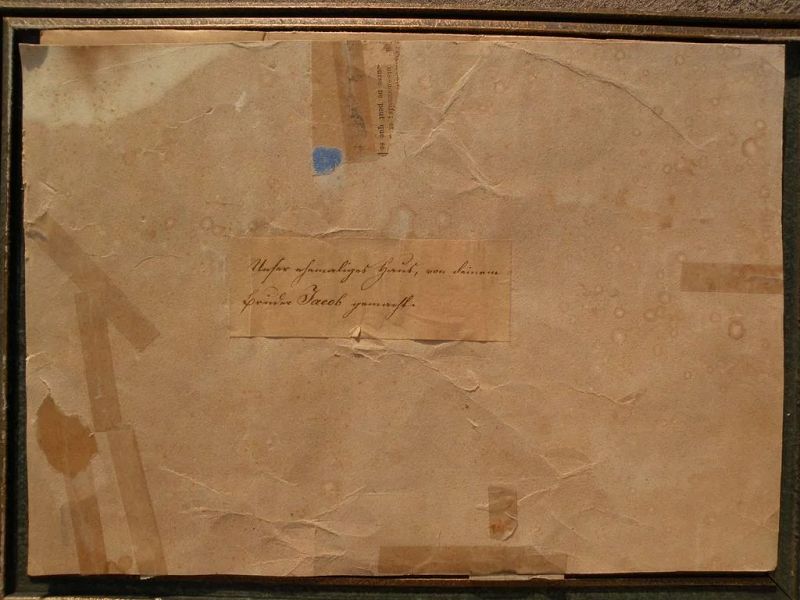 Unser ehemaliges Haus, von deinem
Bruder Jacob gemacht.